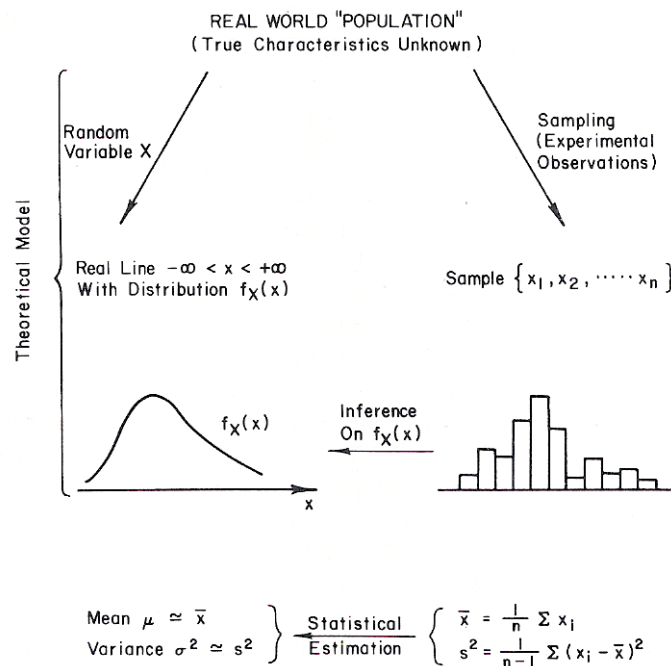 REAL WORLD "POPULATION"
(True Characteristics Unknown)
Random
Variable X
Sampling
(Experimental
Observations)
Theoretical Model
Real Line −∞ < x < +∞
With Distribution fX(x)
Sample {x1, x2, ····· xn}
fX(x)
x
Inference
On fX(x)
Mean μ ≃ x̄
Variance σ² ≃ s²
Statistical
Estimation
x̄ = 1/n Σ xi
s² = 1/n−1 Σ (xi − x̄)²